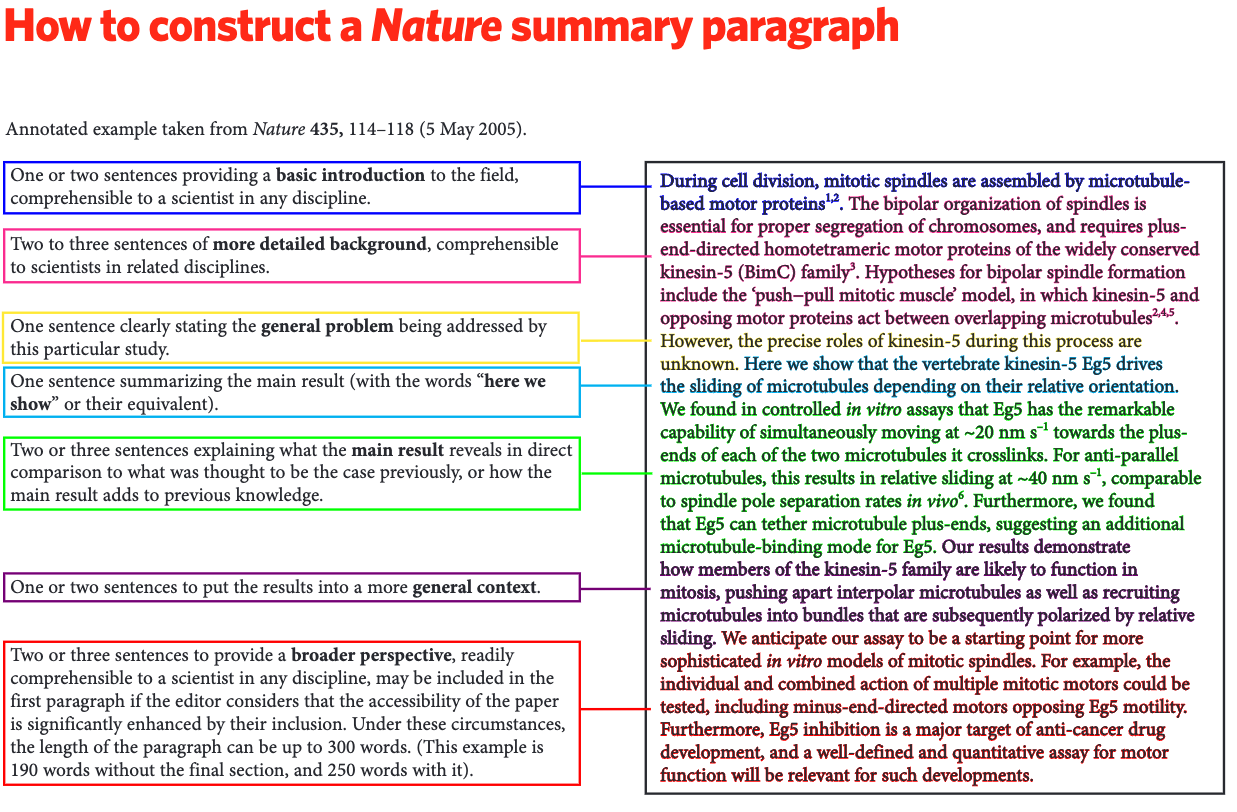 How to construct a Nature summary paragraph
Annotated example taken from Nature 435, 114–118 (5 May 2005).
One or two sentences providing a basic introduction to the field,
comprehensible to a scientist in any discipline.
Two to three sentences of more detailed background, comprehensible
to scientists in related disciplines.
One sentence clearly stating the general problem being addressed by
this particular study.
One sentence summarizing the main result (with the words “here we
show” or their equivalent).
Two or three sentences explaining what the main result reveals in direct
comparison to what was thought to be the case previously, or how the
main result adds to previous knowledge.
One or two sentences to put the results into a more general context.
Two or three sentences to provide a broader perspective, readily
comprehensible to a scientist in any discipline, may be included in the
first paragraph if the editor considers that the accessibility of the paper
is significantly enhanced by their inclusion. Under these circumstances,
the length of the paragraph can be up to 300 words. (This example is
190 words without the final section, and 250 words with it).
During cell division, mitotic spindles are assembled by microtubule-
based motor proteins¹,². The bipolar organization of spindles is
essential for proper segregation of chromosomes, and requires plus-
end-directed homotetrameric motor proteins of the widely conserved
kinesin-5 (BimC) family³. Hypotheses for bipolar spindle formation
include the ‘push–pull mitotic muscle’ model, in which kinesin-5 and
opposing motor proteins act between overlapping microtubules²,⁴,⁵.
However, the precise roles of kinesin-5 during this process are
unknown. Here we show that the vertebrate kinesin-5 Eg5 drives
the sliding of microtubules depending on their relative orientation.
We found in controlled in vitro assays that Eg5 has the remarkable
capability of simultaneously moving at ~20 nm s⁻¹ towards the plus-
ends of each of the two microtubules it crosslinks. For anti-parallel
microtubules, this results in relative sliding at ~40 nm s⁻¹, comparable
to spindle pole separation rates in vivo⁶. Furthermore, we found
that Eg5 can tether microtubule plus-ends, suggesting an additional
microtubule-binding mode for Eg5. Our results demonstrate
how members of the kinesin-5 family are likely to function in
mitosis, pushing apart interpolar microtubules as well as recruiting
microtubules into bundles that are subsequently polarized by relative
sliding. We anticipate our assay to be a starting point for more
sophisticated in vitro models of mitotic spindles. For example, the
individual and combined action of multiple mitotic motors could be
tested, including minus-end-directed motors opposing Eg5 motility.
Furthermore, Eg5 inhibition is a major target of anti-cancer drug
development, and a well-defined and quantitative assay for motor
function will be relevant for such developments.